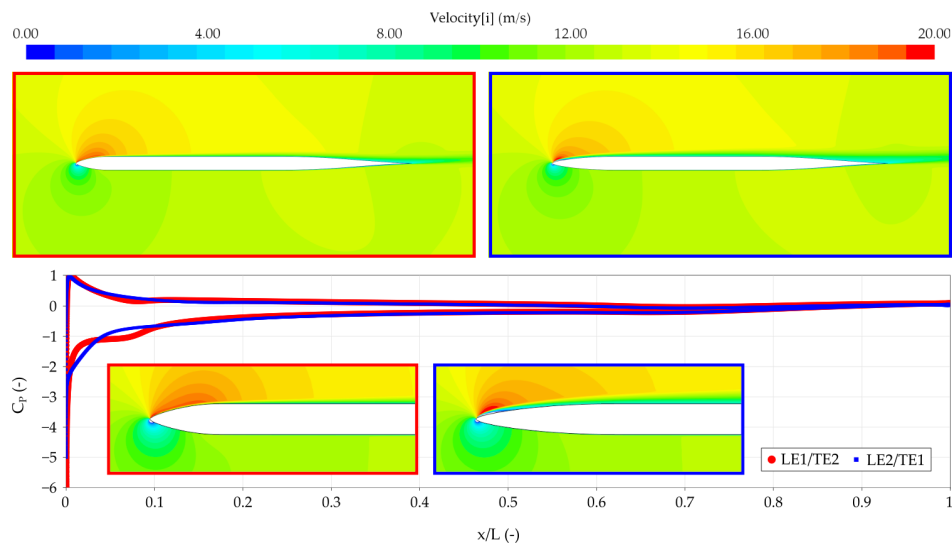 Velocity[i] (m/s)
0.00 4.00 8.00 12.00 16.00 20.00
1
0
-1
-2
-3
-4
-5
-6
C_P (-)
LE1/TE2 LE2/TE1
0 0.1 0.2 0.3 0.4 0.5 0.6 0.7 0.8 0.9 1
x/L (-)